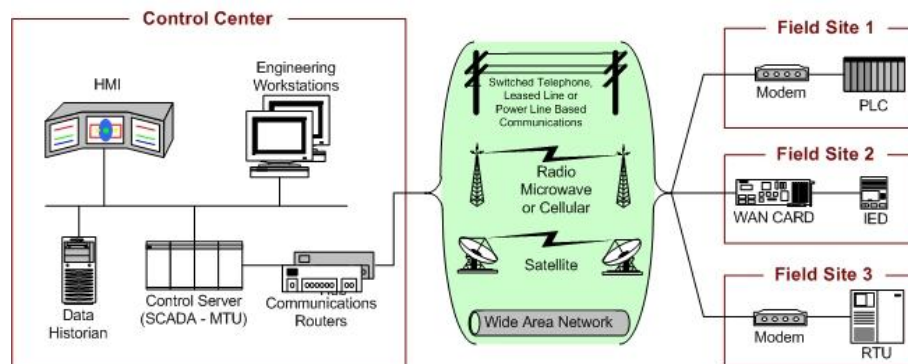 Control Center
HMI
Engineering
Workstations
Data
Historian
Control Server
(SCADA - MTU)
Communications
Routers
Switched Telephone,
Leased Line or
Power Line Based
Communications
Radio
Microwave
or Cellular
Satellite
Wide Area Network
Field Site 1
Modem
PLC
Field Site 2
WAN CARD
IED
Field Site 3
Modem
RTU